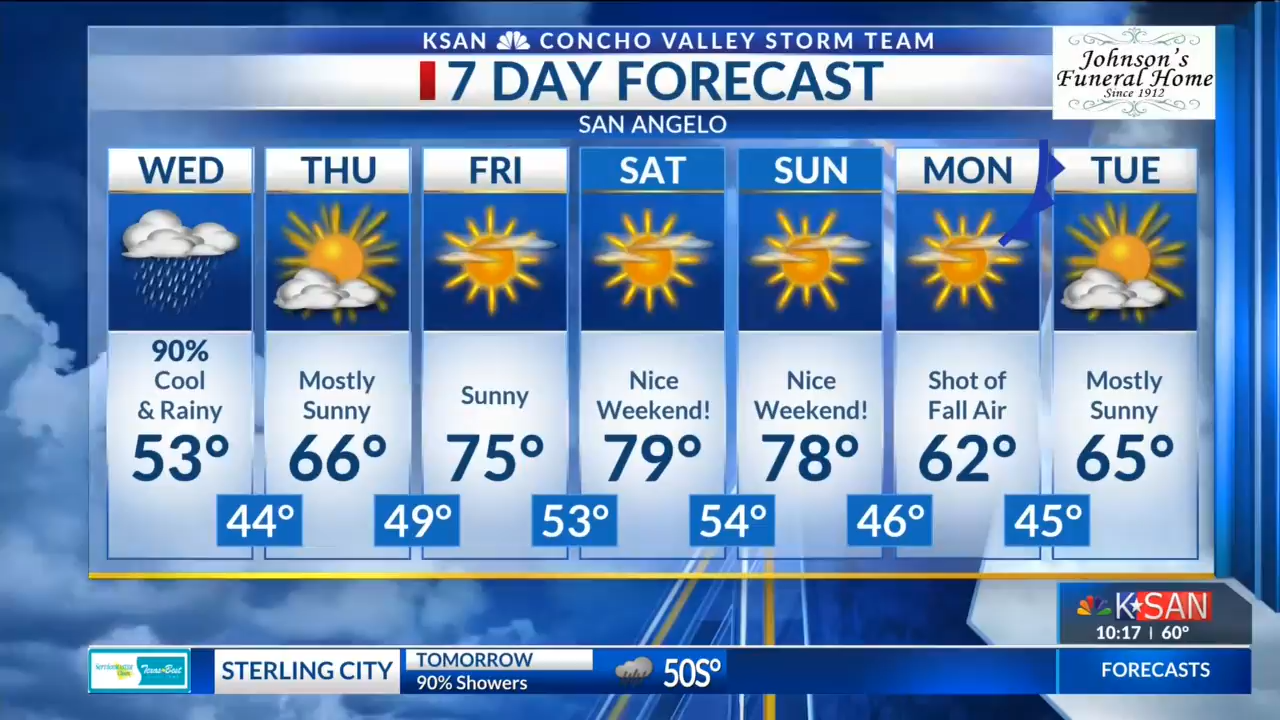 KSAN CONCHO VALLEY STORM TEAM
7 DAY FORECAST
SAN ANGELO
Johnson's
Funeral Home
Since 1912
WED THU FRI SAT SUN MON TUE
90%
Cool
& Rainy
53°
Mostly
Sunny
66°
Sunny
75°
Nice
Weekend!
79°
Nice
Weekend!
78°
Shot of
Fall Air
62°
Mostly
Sunny
65°
44° 49° 53° 54° 46° 45°
KSAN
10:17 | 60°
STERLING CITY
TOMORROW
90% Showers
50S°
FORECASTS